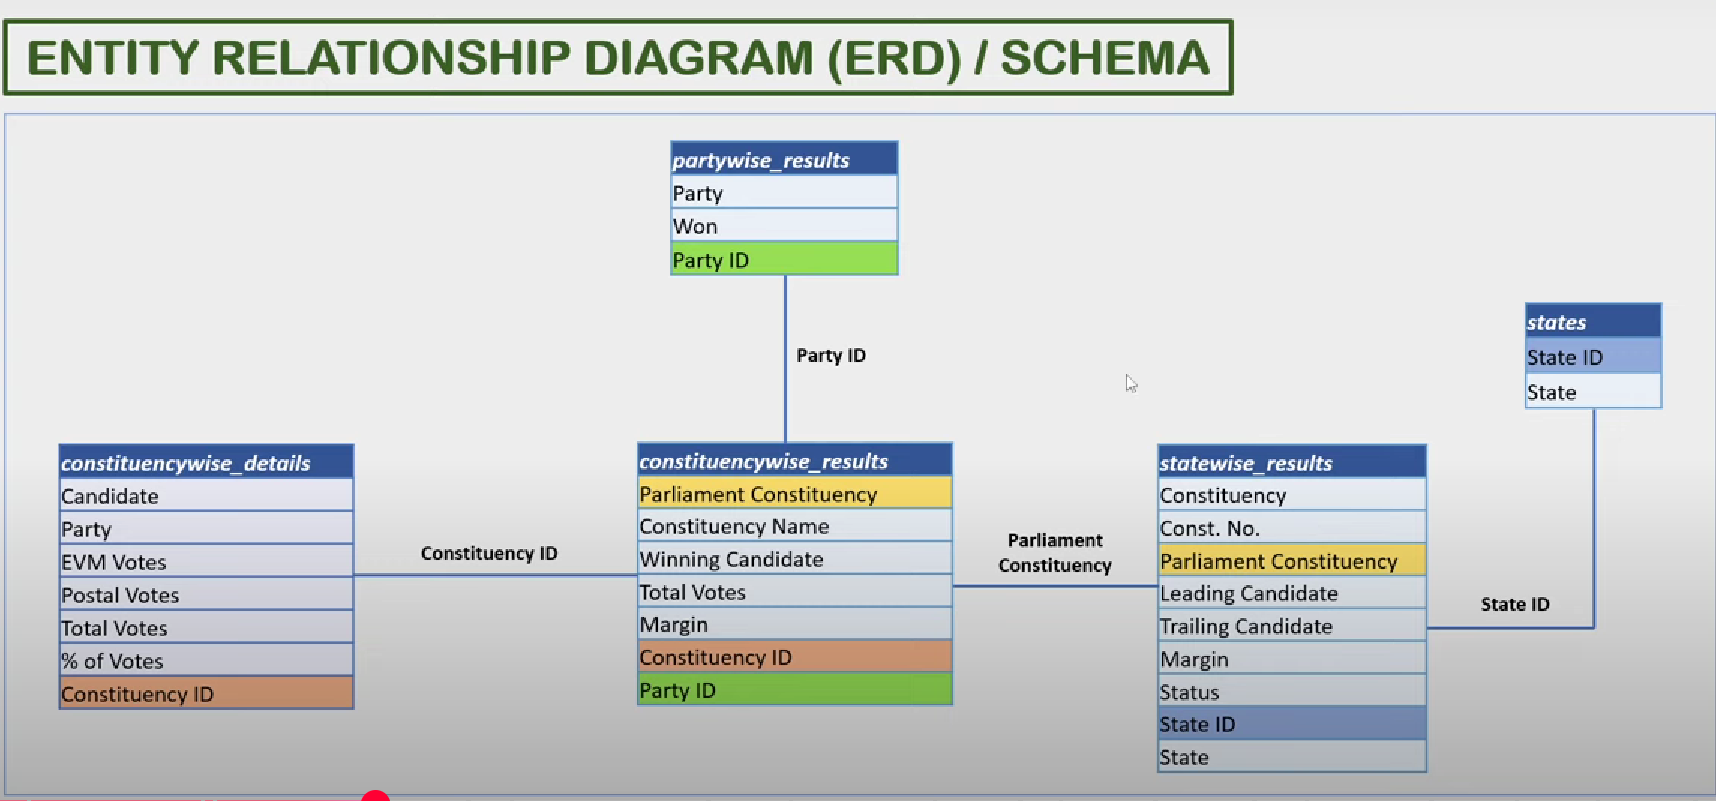 ENTITY RELATIONSHIP DIAGRAM (ERD) / SCHEMA
partywise_results
Party
Won
Party ID
Party ID
states
State ID
State
constituencywise_details
Candidate
Party
EVM Votes
Postal Votes
Total Votes
% of Votes
Constituency ID
Constituency ID
constituencywise_results
Parliament Constituency
Constituency Name
Winning Candidate
Total Votes
Margin
Constituency ID
Party ID
Parliament
Constituency
statewise_results
Constituency
Const. No.
Parliament Constituency
Leading Candidate
Trailing Candidate
Margin
Status
State ID
State
State ID